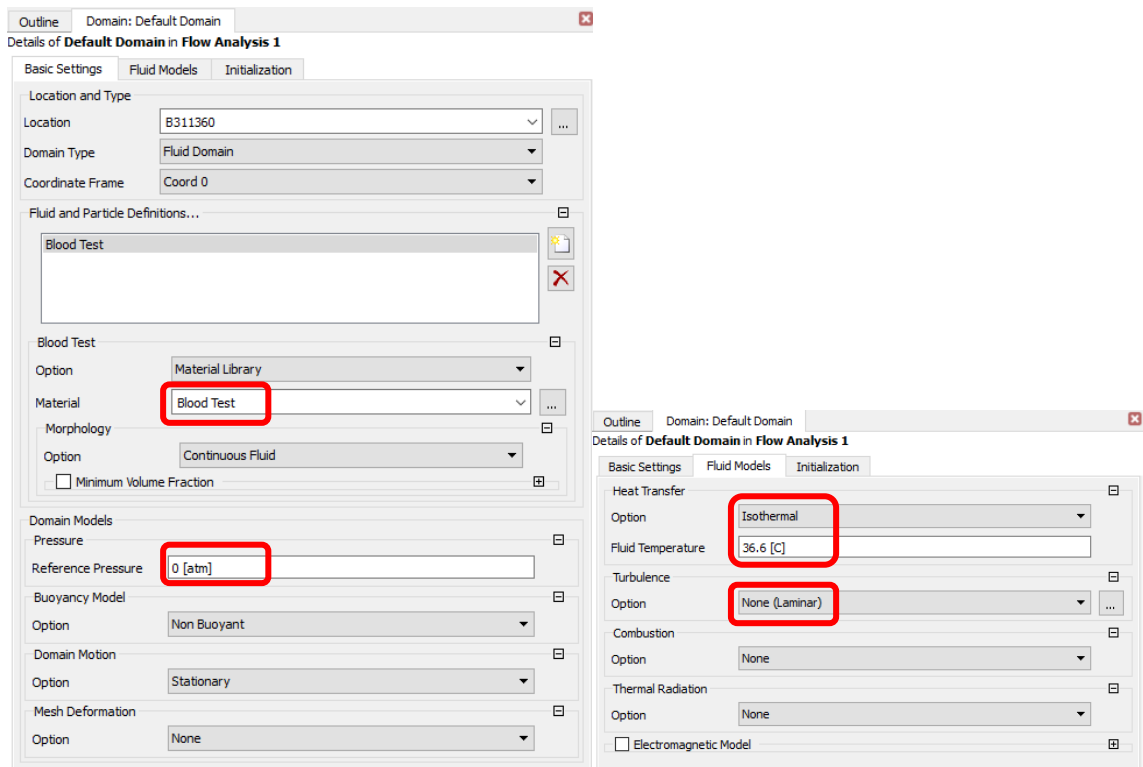 Outline Domain: Default Domain
Details of Default Domain in Flow Analysis 1
Basic Settings Fluid Models Initialization
Location and Type
Location B311360 ...
Domain Type Fluid Domain
Coordinate Frame Coord 0
Fluid and Particle Definitions...
Blood Test
Blood Test
Option Material Library
Material Blood Test ...
Morphology
Option Continuous Fluid
Minimum Volume Fraction
Domain Models
Pressure
Reference Pressure 0 [atm]
Buoyancy Model
Option Non Buoyant
Domain Motion
Option Stationary
Mesh Deformation
Option None
Outline Domain: Default Domain
Details of Default Domain in Flow Analysis 1
Basic Settings Fluid Models Initialization
Heat Transfer
Option Isothermal
Fluid Temperature 36.6 [C]
Turbulence
Option None (Laminar) ...
Combustion
Option None
Thermal Radiation
Option None
Electromagnetic Model